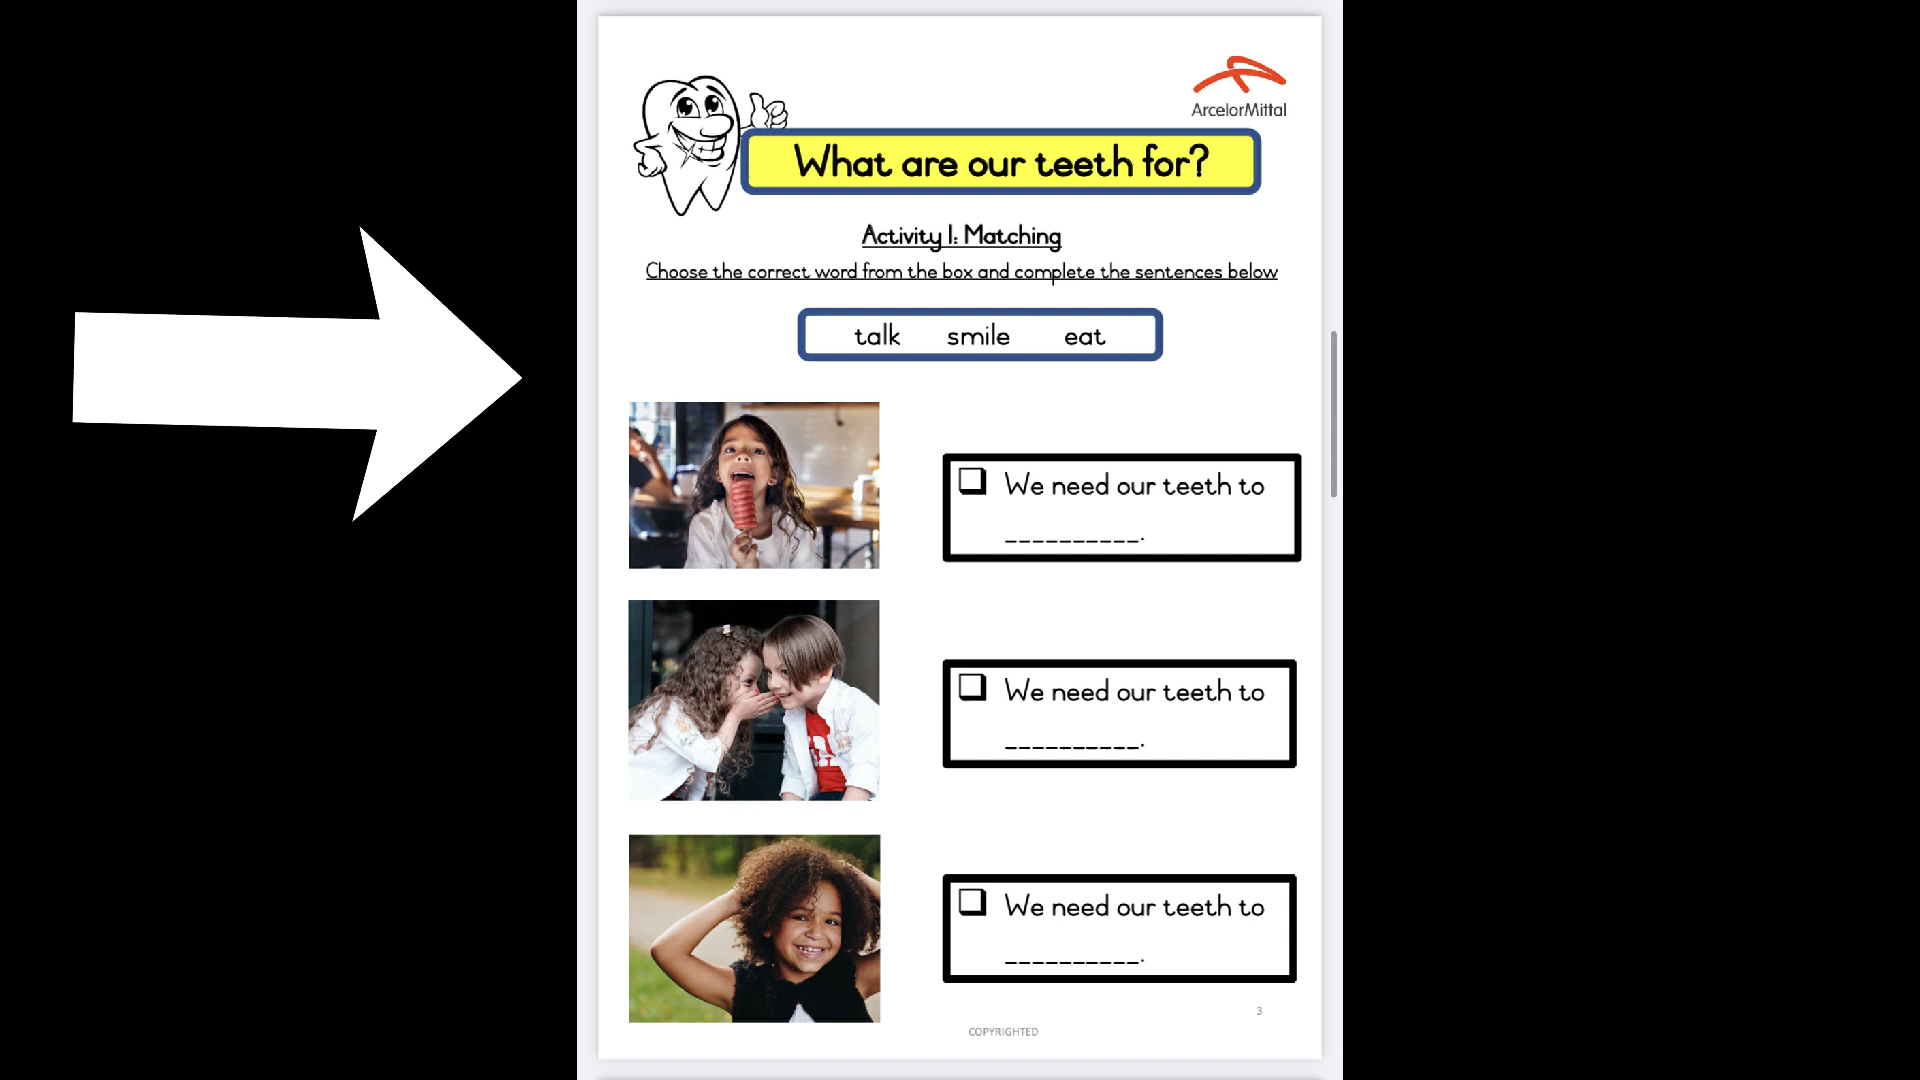 ArcelorMittal
What are our teeth for?
Activity 1: Matching
Choose the correct word from the box and complete the sentences below
talk smile eat
❑ We need our teeth to
__________.
❑ We need our teeth to
__________.
❑ We need our teeth to
__________.
3
COPYRIGHTED